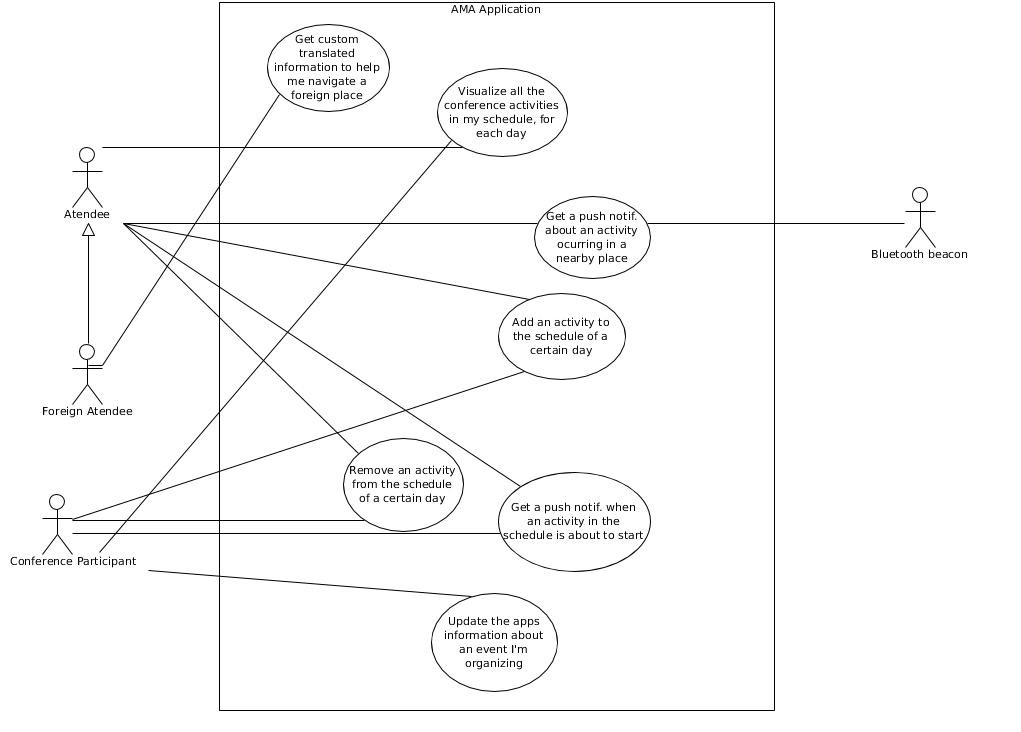 AMA Application
Get custom
translated
information to help
me navigate a
foreign place
Visualize all the
conference activities
in my schedule, for
each day
Atendee
Get a push notif.
about an activity
ocurring in a
nearby place
Bluetooth beacon
Add an activity to
the schedule of a
certain day
Foreign Atendee
Remove an activity
from the schedule
of a certain day
Get a push notif. when
an activity in the
schedule is about to start
Conference Participant
Update the apps
information about
an event I'm
organizing